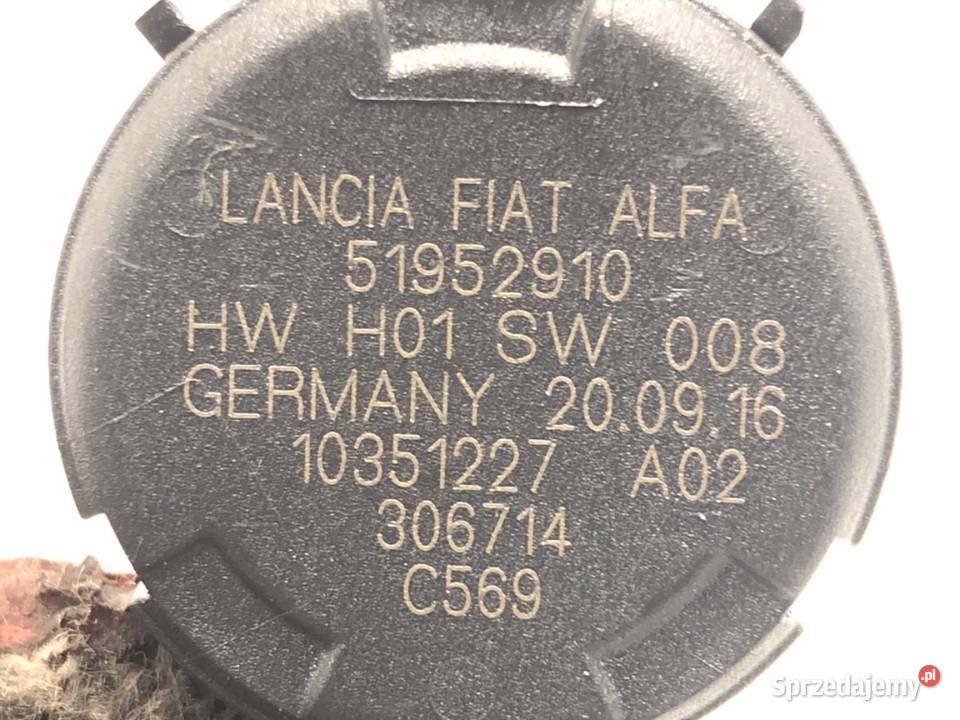 LANCIA FIAT ALFA
51952910
HW H01 SW 008
GERMANY 20.09.16
10351227 A02
306714
C569
Sprzedajemy.pl